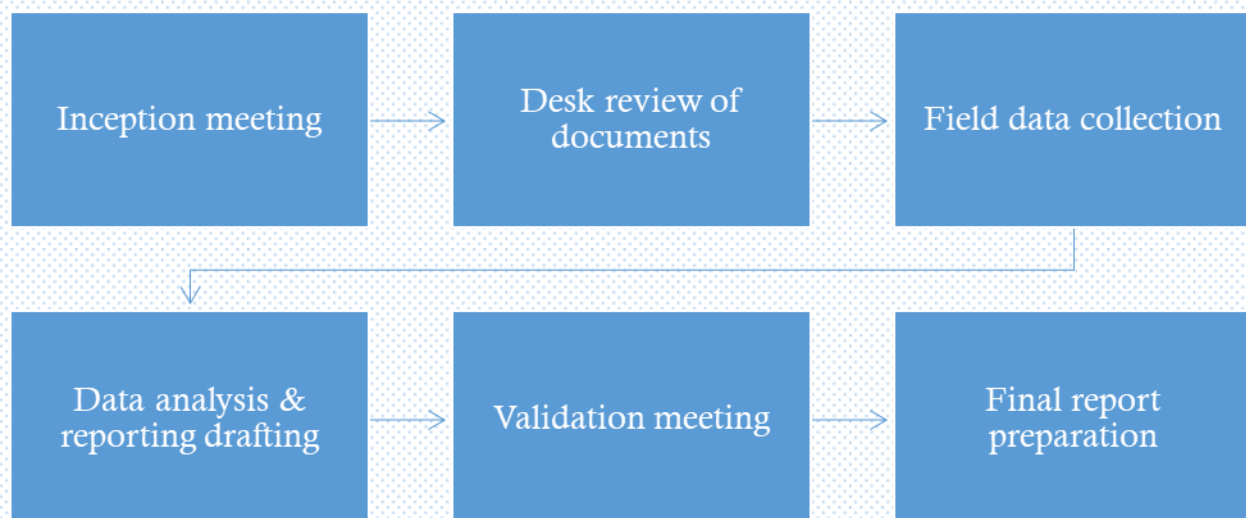 Inception meeting
Desk review of
documents
Field data collection
Data analysis &
reporting drafting
Validation meeting
Final report
preparation